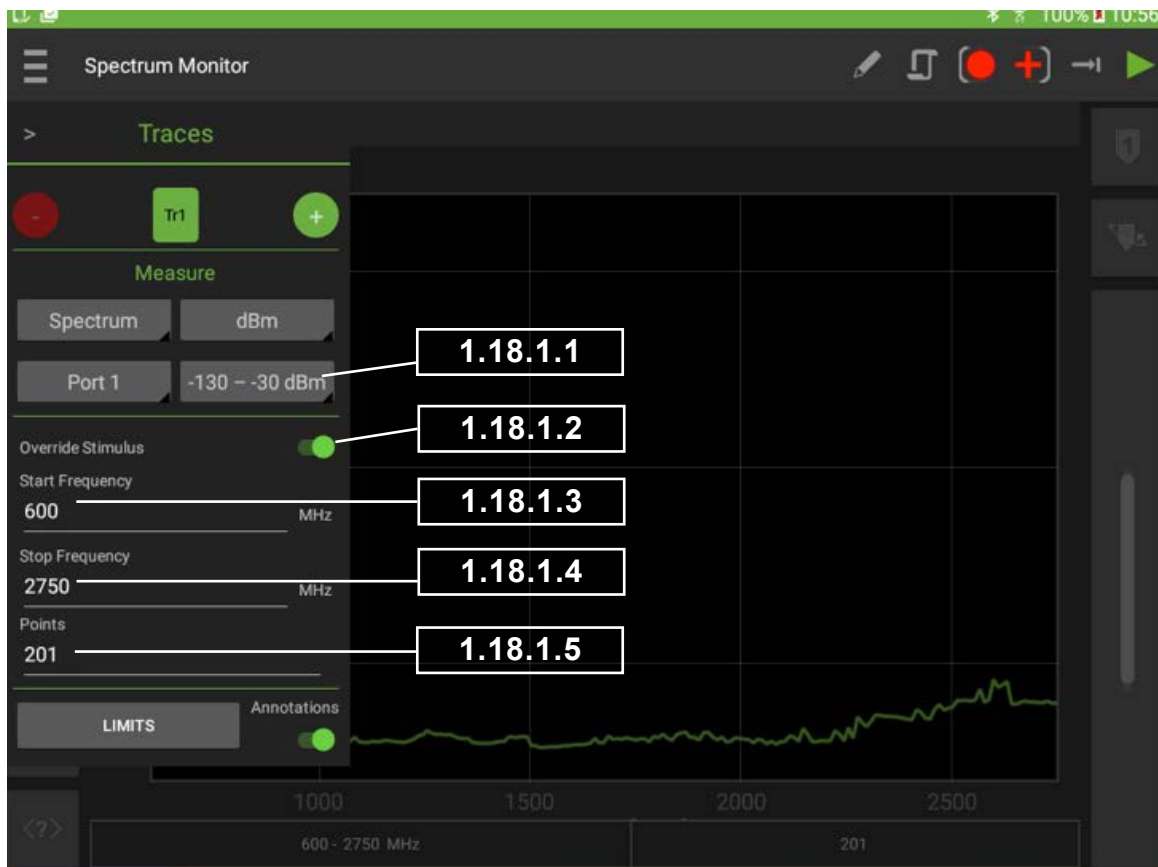 100% 10:56
Spectrum Monitor
> Traces
1
- Tr1 +
Measure
Spectrum dBm
1.18.1.1
Port 1 -130 – -30 dBm
1.18.1.2
Override Stimulus
Start Frequency
600 MHz
1.18.1.3
Stop Frequency
2750 MHz
1.18.1.4
Points
201
1.18.1.5
LIMITS Annotations
1000 1500 2000 2500
<?>
600 - 2750 MHz 201